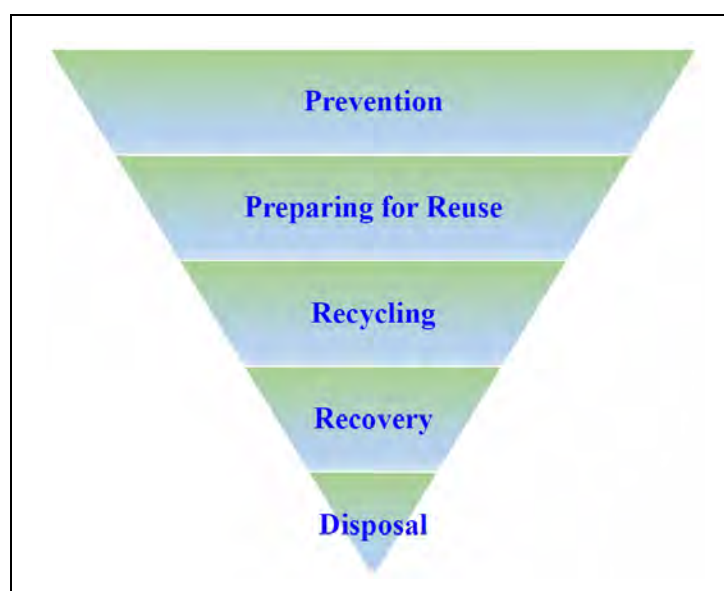 Prevention
Preparing for Reuse
Recycling
Recovery
Disposal